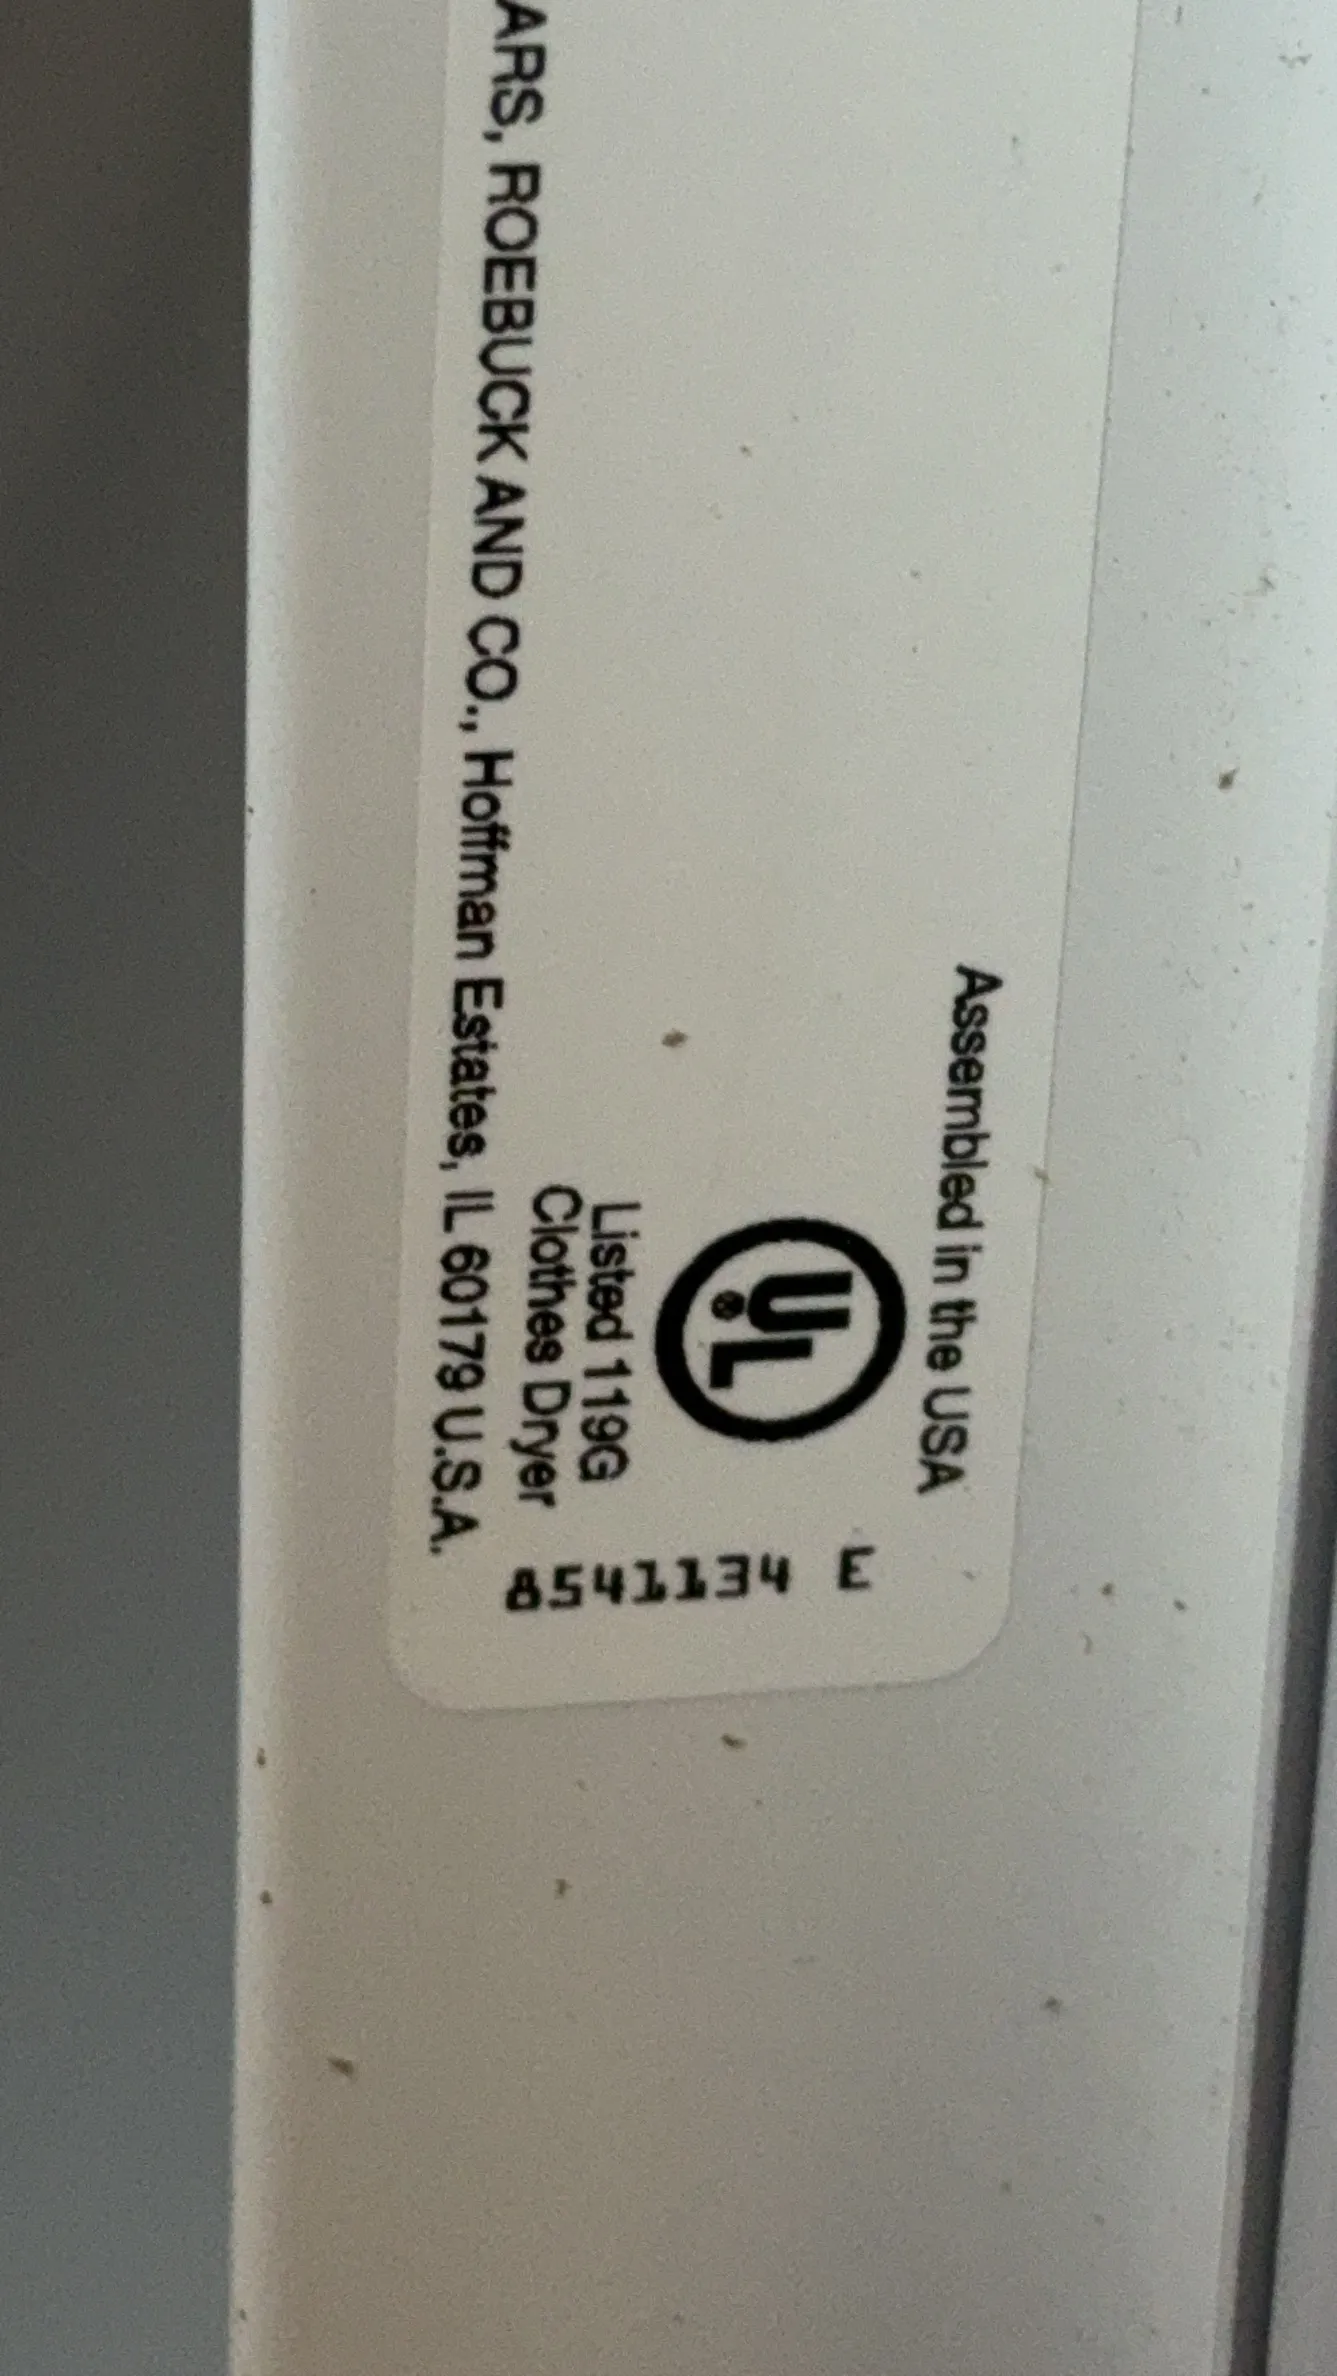 Assembled in the USA
UL®
Listed 119G
Clothes Dryer
ARS, ROEBUCK AND CO., Hoffman Estates, IL 60179 U.S.A.
8541134 E